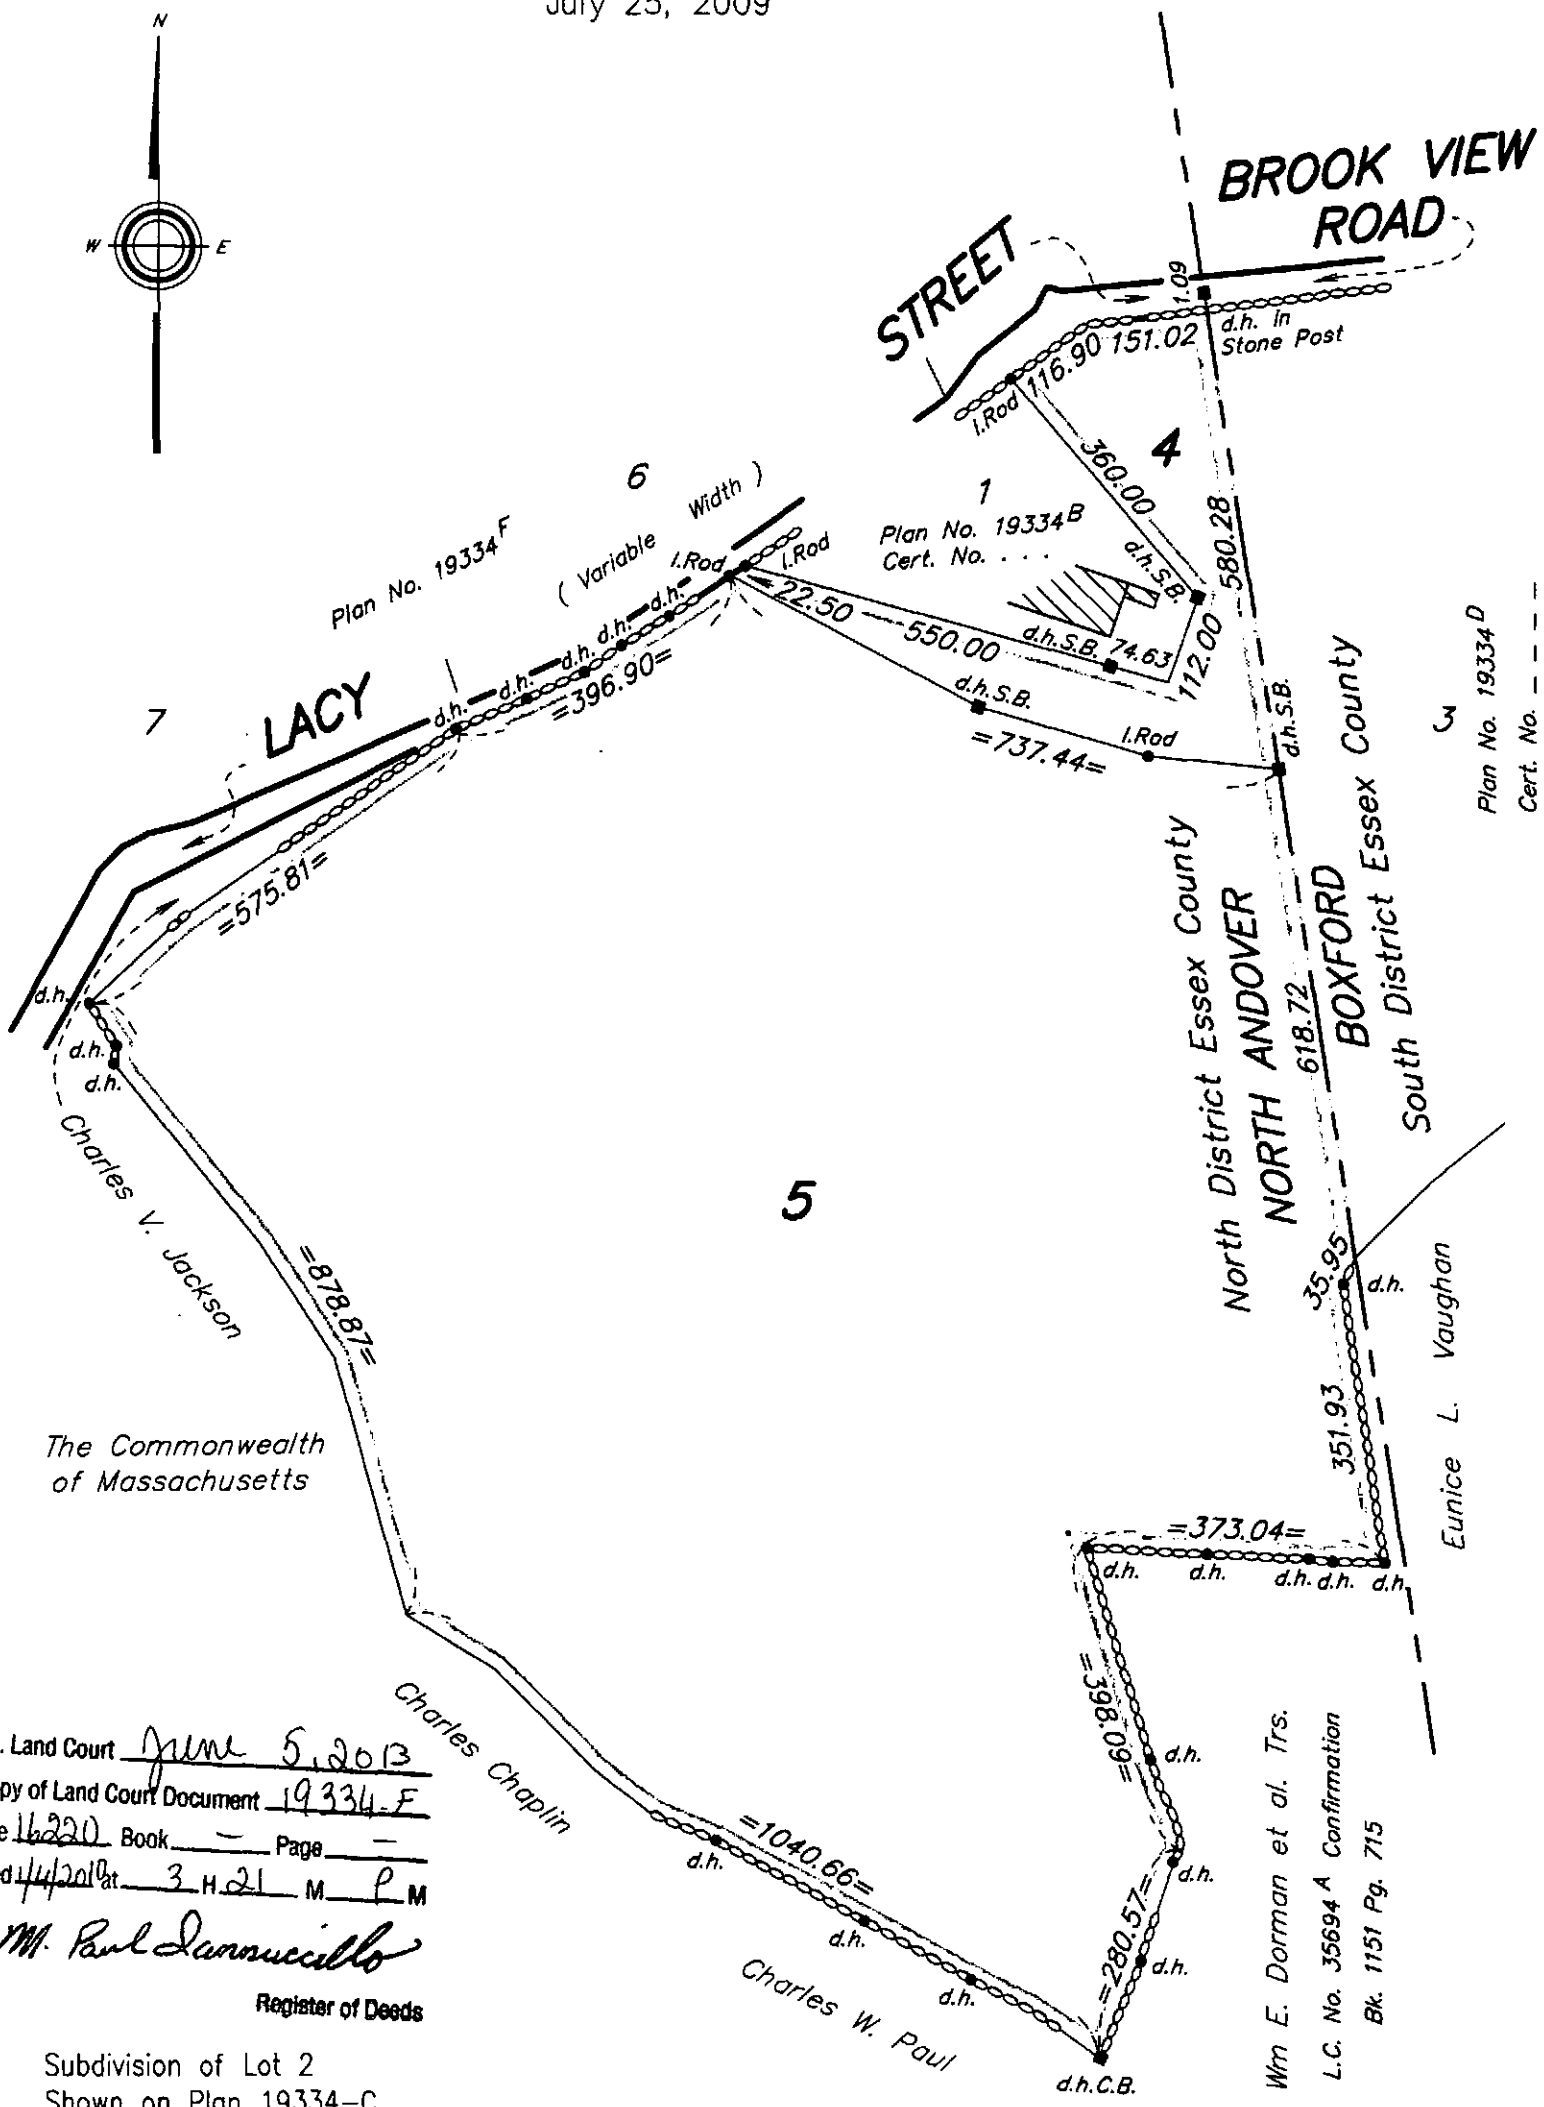 July 25, 2009
N
W
E
BROOK VIEW
ROAD
STREET
1.09
d.h. in
Stone Post
116.90
151.02
I.Rod
4
360.00
580.28
6
( Variable Width )
Plan No. 19334 F
1
Plan No. 19334 B
Cert. No. . . .
d.h.S.B.
I.Rod
I.Rod
22.50
550.00
d.h.S.B.
74.63
112.00
d.h.
d.h.
d.h.
d.h.
d.h.
=396.90=
d.h.S.B.
I.Rod
=737.44=
d.h.S.B.
3
Plan No. 19334 D
Cert. No. - - - -
7
LACY
=575.81=
d.h.
d.h.
d.h.
Charles V. Jackson
North District Essex County
NORTH ANDOVER
618.72
BOXFORD
South District Essex County
5
=878.87=
35.95
d.h.
351.93
Eunice L. Vaughan
The Commonwealth
of Massachusetts
=373.04=
d.h.
d.h.
d.h.
d.h.
d.h.
=398.09=
d.h.
d.h.
=280.57=
d.h.
d.h.C.B.
Charles Chaplin
=1040.66=
d.h.
d.h.
d.h.
Charles W. Paul
Wm E. Dorman et al. Trs.
L.C. No. 35694 A Confirmation
Bk. 1151 Pg. 715
. Land Court June 5, 2013
py of Land Court Document 19334-F
e 16220 Book — Page —
d 1/4/2010 at 3 H 21 M P M
M. Paul Iannuccillo
Register of Deeds
Subdivision of Lot 2
Shown on Plan 19334-C